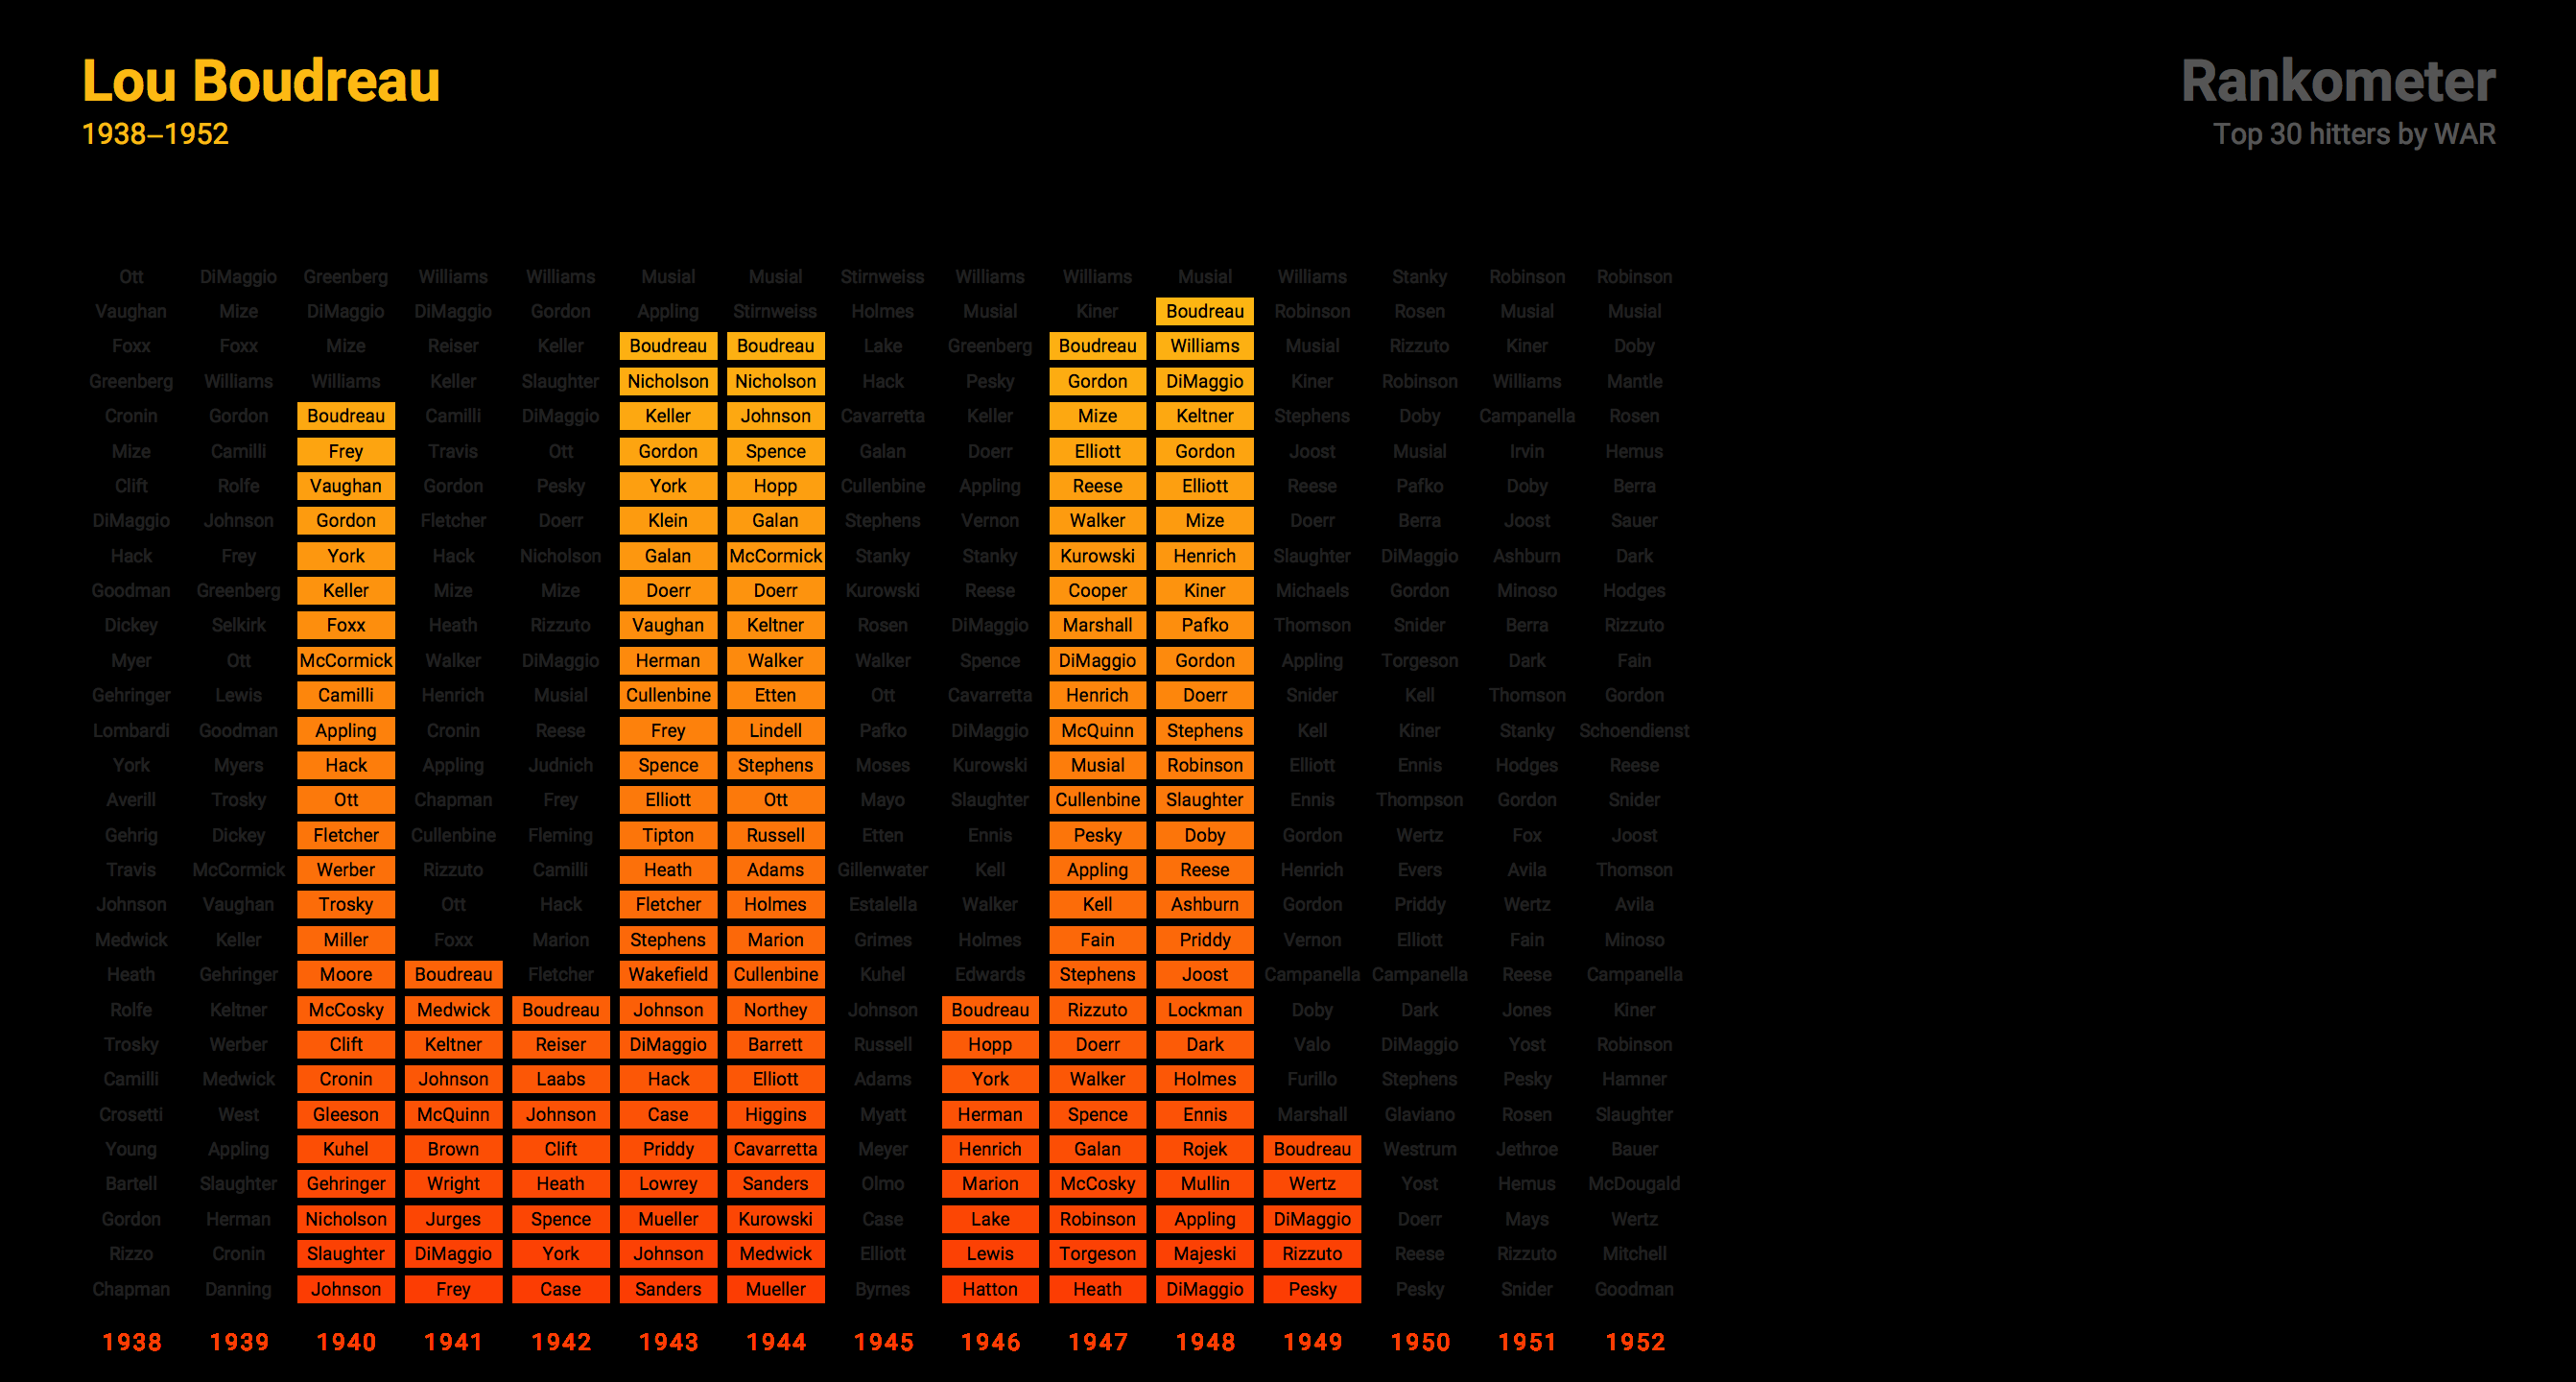 Lou Boudreau
1938–1952
Rankometer
Top 30 hitters by WAR
Ott DiMaggio Greenberg Williams Williams Musial Musial Stirnweiss Williams Williams Musial Williams Stanky Robinson Robinson
Vaughan Mize DiMaggio DiMaggio Gordon Appling Stirnweiss Holmes Musial Kiner Boudreau Robinson Rosen Musial Musial
Foxx Foxx Mize Reiser Keller Boudreau Boudreau Lake Greenberg Boudreau Williams Musial Rizzuto Kiner Doby
Greenberg Williams Williams Keller Slaughter Nicholson Nicholson Hack Pesky Gordon DiMaggio Kiner Robinson Williams Mantle
Cronin Gordon Boudreau Camilli DiMaggio Keller Johnson Cavarretta Keller Mize Keltner Stephens Doby Campanella Rosen
Mize Camilli Frey Travis Ott Gordon Spence Galan Doerr Elliott Gordon Joost Musial Irvin Hemus
Clift Rolfe Vaughan Gordon Pesky York Hopp Cullenbine Appling Reese Elliott Reese Pafko Doby Berra
DiMaggio Johnson Gordon Fletcher Doerr Klein Galan Stephens Vernon Walker Mize Doerr Berra Joost Sauer
Hack Frey York Hack Nicholson Galan McCormick Stanky Stanky Kurowski Henrich Slaughter DiMaggio Ashburn Dark
Goodman Greenberg Keller Mize Mize Doerr Doerr Kurowski Reese Cooper Kiner Michaels Gordon Minoso Hodges
Dickey Selkirk Foxx Heath Rizzuto Vaughan Keltner Rosen DiMaggio Marshall Pafko Thomson Snider Berra Rizzuto
Myer Ott McCormick Walker DiMaggio Herman Walker Walker Spence DiMaggio Gordon Appling Torgeson Dark Fain
Gehringer Lewis Camilli Henrich Musial Cullenbine Etten Ott Cavarretta Henrich Doerr Snider Kell Thomson Gordon
Lombardi Goodman Appling Cronin Reese Frey Lindell Pafko DiMaggio McQuinn Stephens Kell Kiner Stanky Schoendienst
York Myers Hack Appling Judnich Spence Stephens Moses Kurowski Musial Robinson Elliott Ennis Hodges Reese
Averill Trosky Ott Chapman Frey Elliott Ott Mayo Slaughter Cullenbine Slaughter Ennis Thompson Gordon Snider
Gehrig Dickey Fletcher Cullenbine Fleming Tipton Russell Etten Ennis Pesky Doby Gordon Wertz Fox Joost
Travis McCormick Werber Rizzuto Camilli Heath Adams Gillenwater Kell Appling Reese Henrich Evers Avila Thomson
Johnson Vaughan Trosky Ott Hack Fletcher Holmes Estalella Walker Kell Ashburn Gordon Priddy Wertz Avila
Medwick Keller Miller Foxx Marion Stephens Marion Grimes Holmes Fain Priddy Vernon Elliott Fain Minoso
Heath Gehringer Moore Boudreau Fletcher Wakefield Cullenbine Kuhel Edwards Stephens Joost Campanella Campanella Reese Campanella
Rolfe Keltner McCosky Medwick Boudreau Johnson Northey Johnson Boudreau Rizzuto Lockman Doby Dark Jones Kiner
Trosky Werber Clift Keltner Reiser DiMaggio Barrett Russell Hopp Doerr Dark Valo DiMaggio Yost Robinson
Camilli Medwick Cronin Johnson Laabs Hack Elliott Adams York Walker Holmes Furillo Stephens Pesky Hamner
Crosetti West Gleeson McQuinn Johnson Case Higgins Myatt Herman Spence Ennis Marshall Glaviano Rosen Slaughter
Young Appling Kuhel Brown Clift Priddy Cavarretta Meyer Henrich Galan Rojek Boudreau Westrum Jethroe Bauer
Bartell Slaughter Gehringer Wright Heath Lowrey Sanders Olmo Marion McCosky Mullin Wertz Yost Hemus McDougald
Gordon Herman Nicholson Jurges Spence Mueller Kurowski Case Lake Robinson Appling DiMaggio Doerr Mays Wertz
Rizzo Cronin Slaughter DiMaggio York Johnson Medwick Elliott Lewis Torgeson Majeski Rizzuto Reese Rizzuto Mitchell
Chapman Danning Johnson Frey Case Sanders Mueller Byrnes Hatton Heath DiMaggio Pesky Pesky Snider Goodman
1938 1939 1940 1941 1942 1943 1944 1945 1946 1947 1948 1949 1950 1951 1952